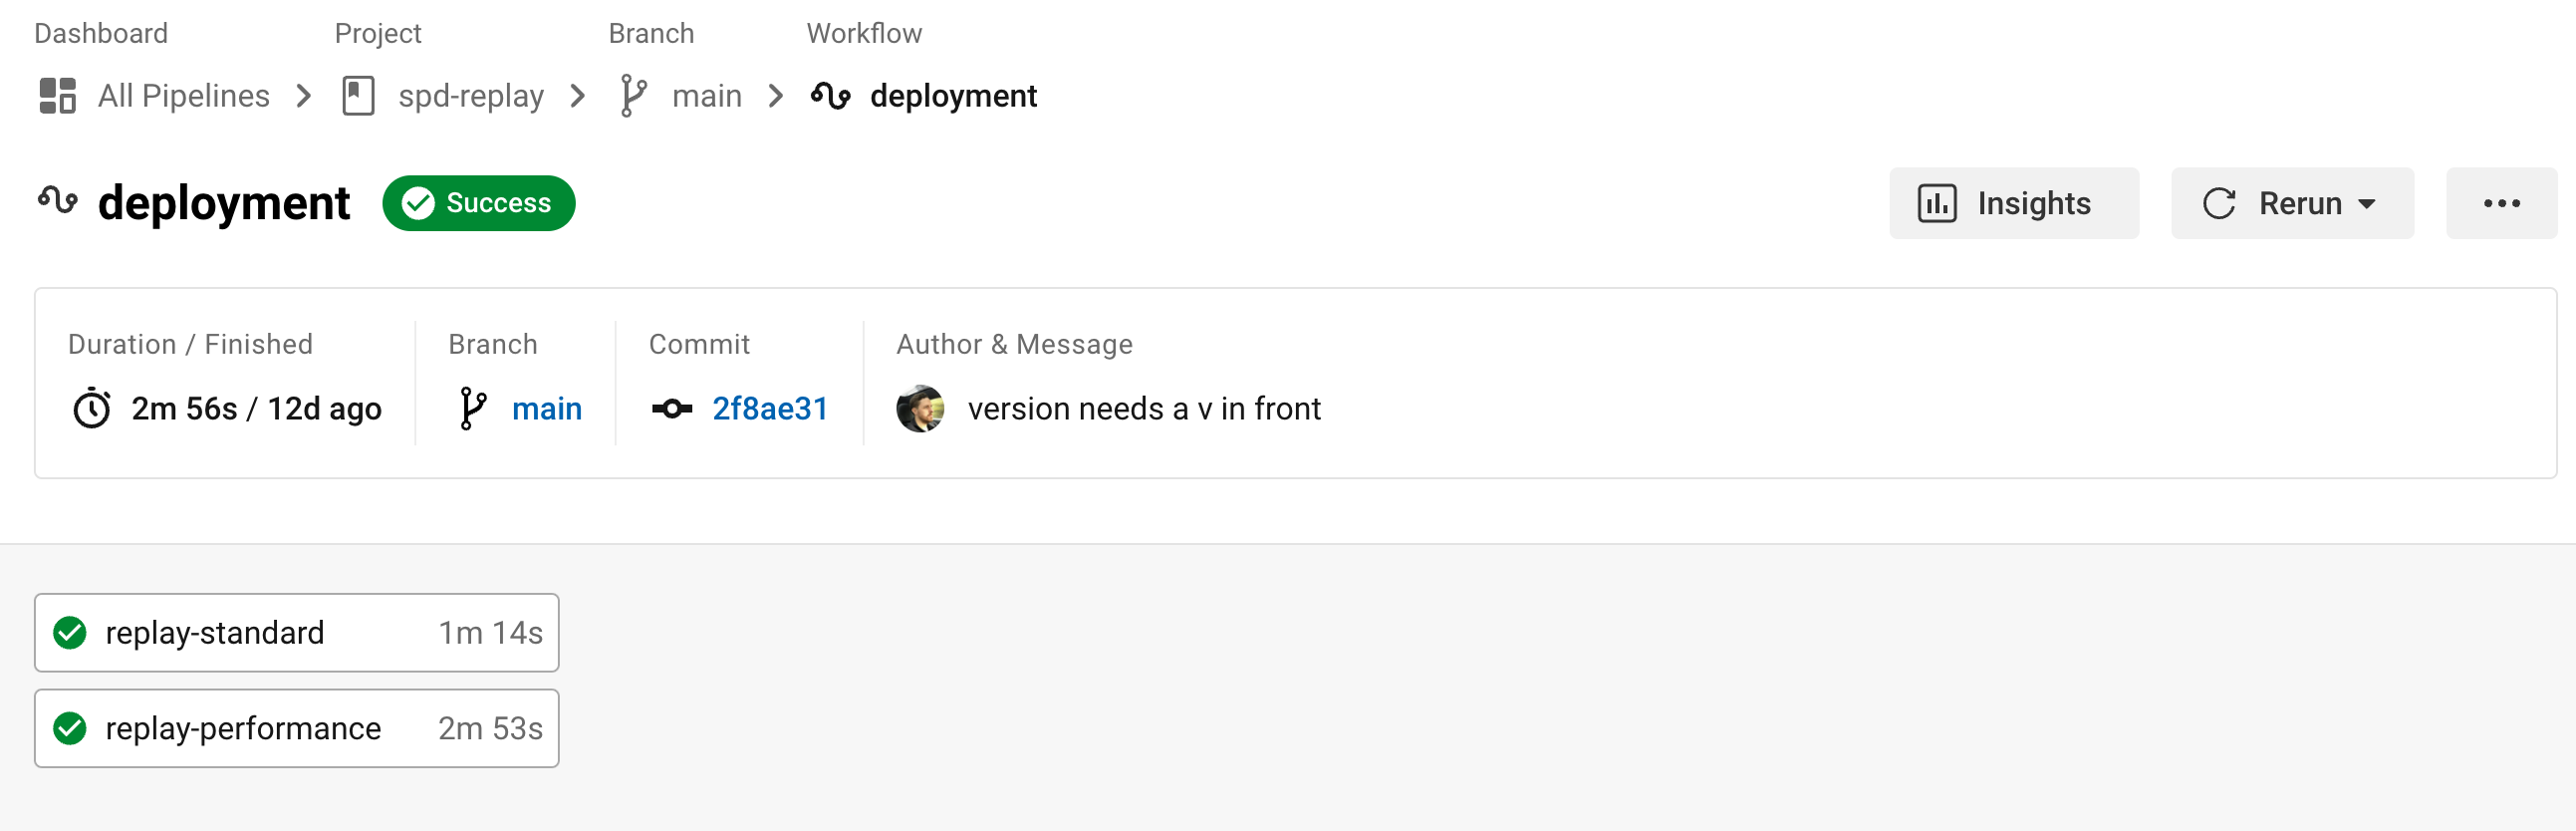 Dashboard Project Branch Workflow
All Pipelines spd-replay main deployment
deployment Success Insights Rerun
Duration / Finished Branch Commit Author & Message
2m 56s / 12d ago main 2f8ae31 version needs a v in front
replay-standard 1m 14s
replay-performance 2m 53s